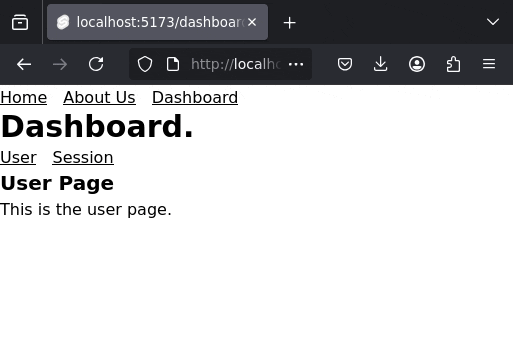 localhost:5173/dashboar
http://localho
Home About Us Dashboard
Dashboard.
User Session
User Page
This is the user page.